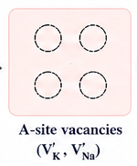 A-site vacancies
(V′K , V′Na)